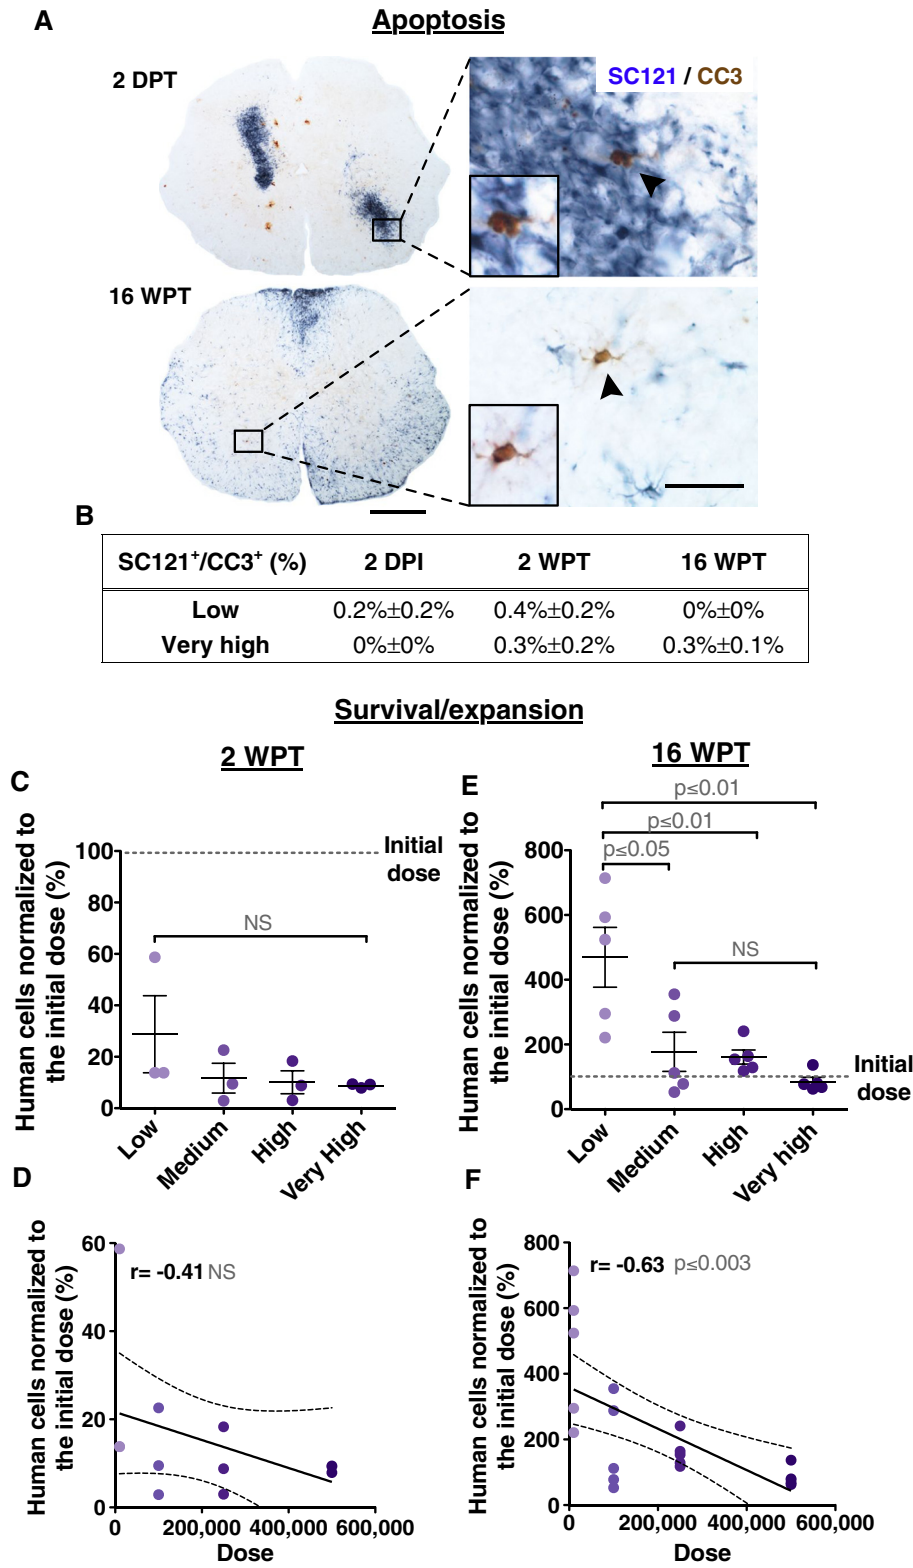 A
Apoptosis
2 DPT
SC121 / CC3
16 WPT
B
SC121+/CC3+ (%) 2 DPI 2 WPT 16 WPT
Low 0.2%±0.2% 0.4%±0.2% 0%±0%
Very high 0%±0% 0.3%±0.2% 0.3%±0.1%
Survival/expansion
2 WPT
C
Human cells normalized to
the initial dose (%)
100
80
60
40
20
0
Initial
dose
NS
Low
Medium
High
Very High
16 WPT
E
Human cells normalized to
the initial dose (%)
800
600
400
200
0
p≤0.01
p≤0.01
p≤0.05
NS
Initial
dose
Low
Medium
High
Very high
D
Human cells normalized to
the initial dose (%)
60
40
20
0
r= -0.41 NS
0 200,000 400,000 600,000
Dose
F
Human cells normalized to
the initial dose (%)
800
600
400
200
0
r= -0.63 p≤0.003
0 200,000 400,000 600,000
Dose